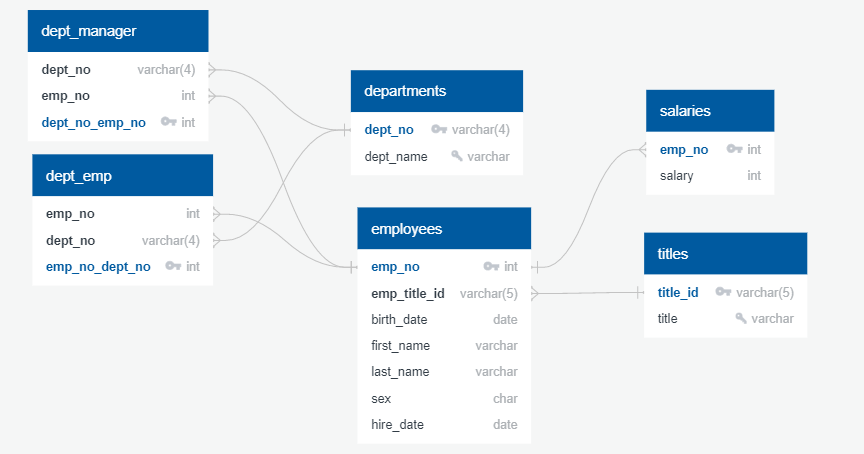 dept_manager
dept_no varchar(4)
emp_no int
dept_no_emp_no int
dept_emp
emp_no int
dept_no varchar(4)
emp_no_dept_no int
departments
dept_no varchar(4)
dept_name varchar
employees
emp_no int
emp_title_id varchar(5)
birth_date date
first_name varchar
last_name varchar
sex char
hire_date date
salaries
emp_no int
salary int
titles
title_id varchar(5)
title varchar